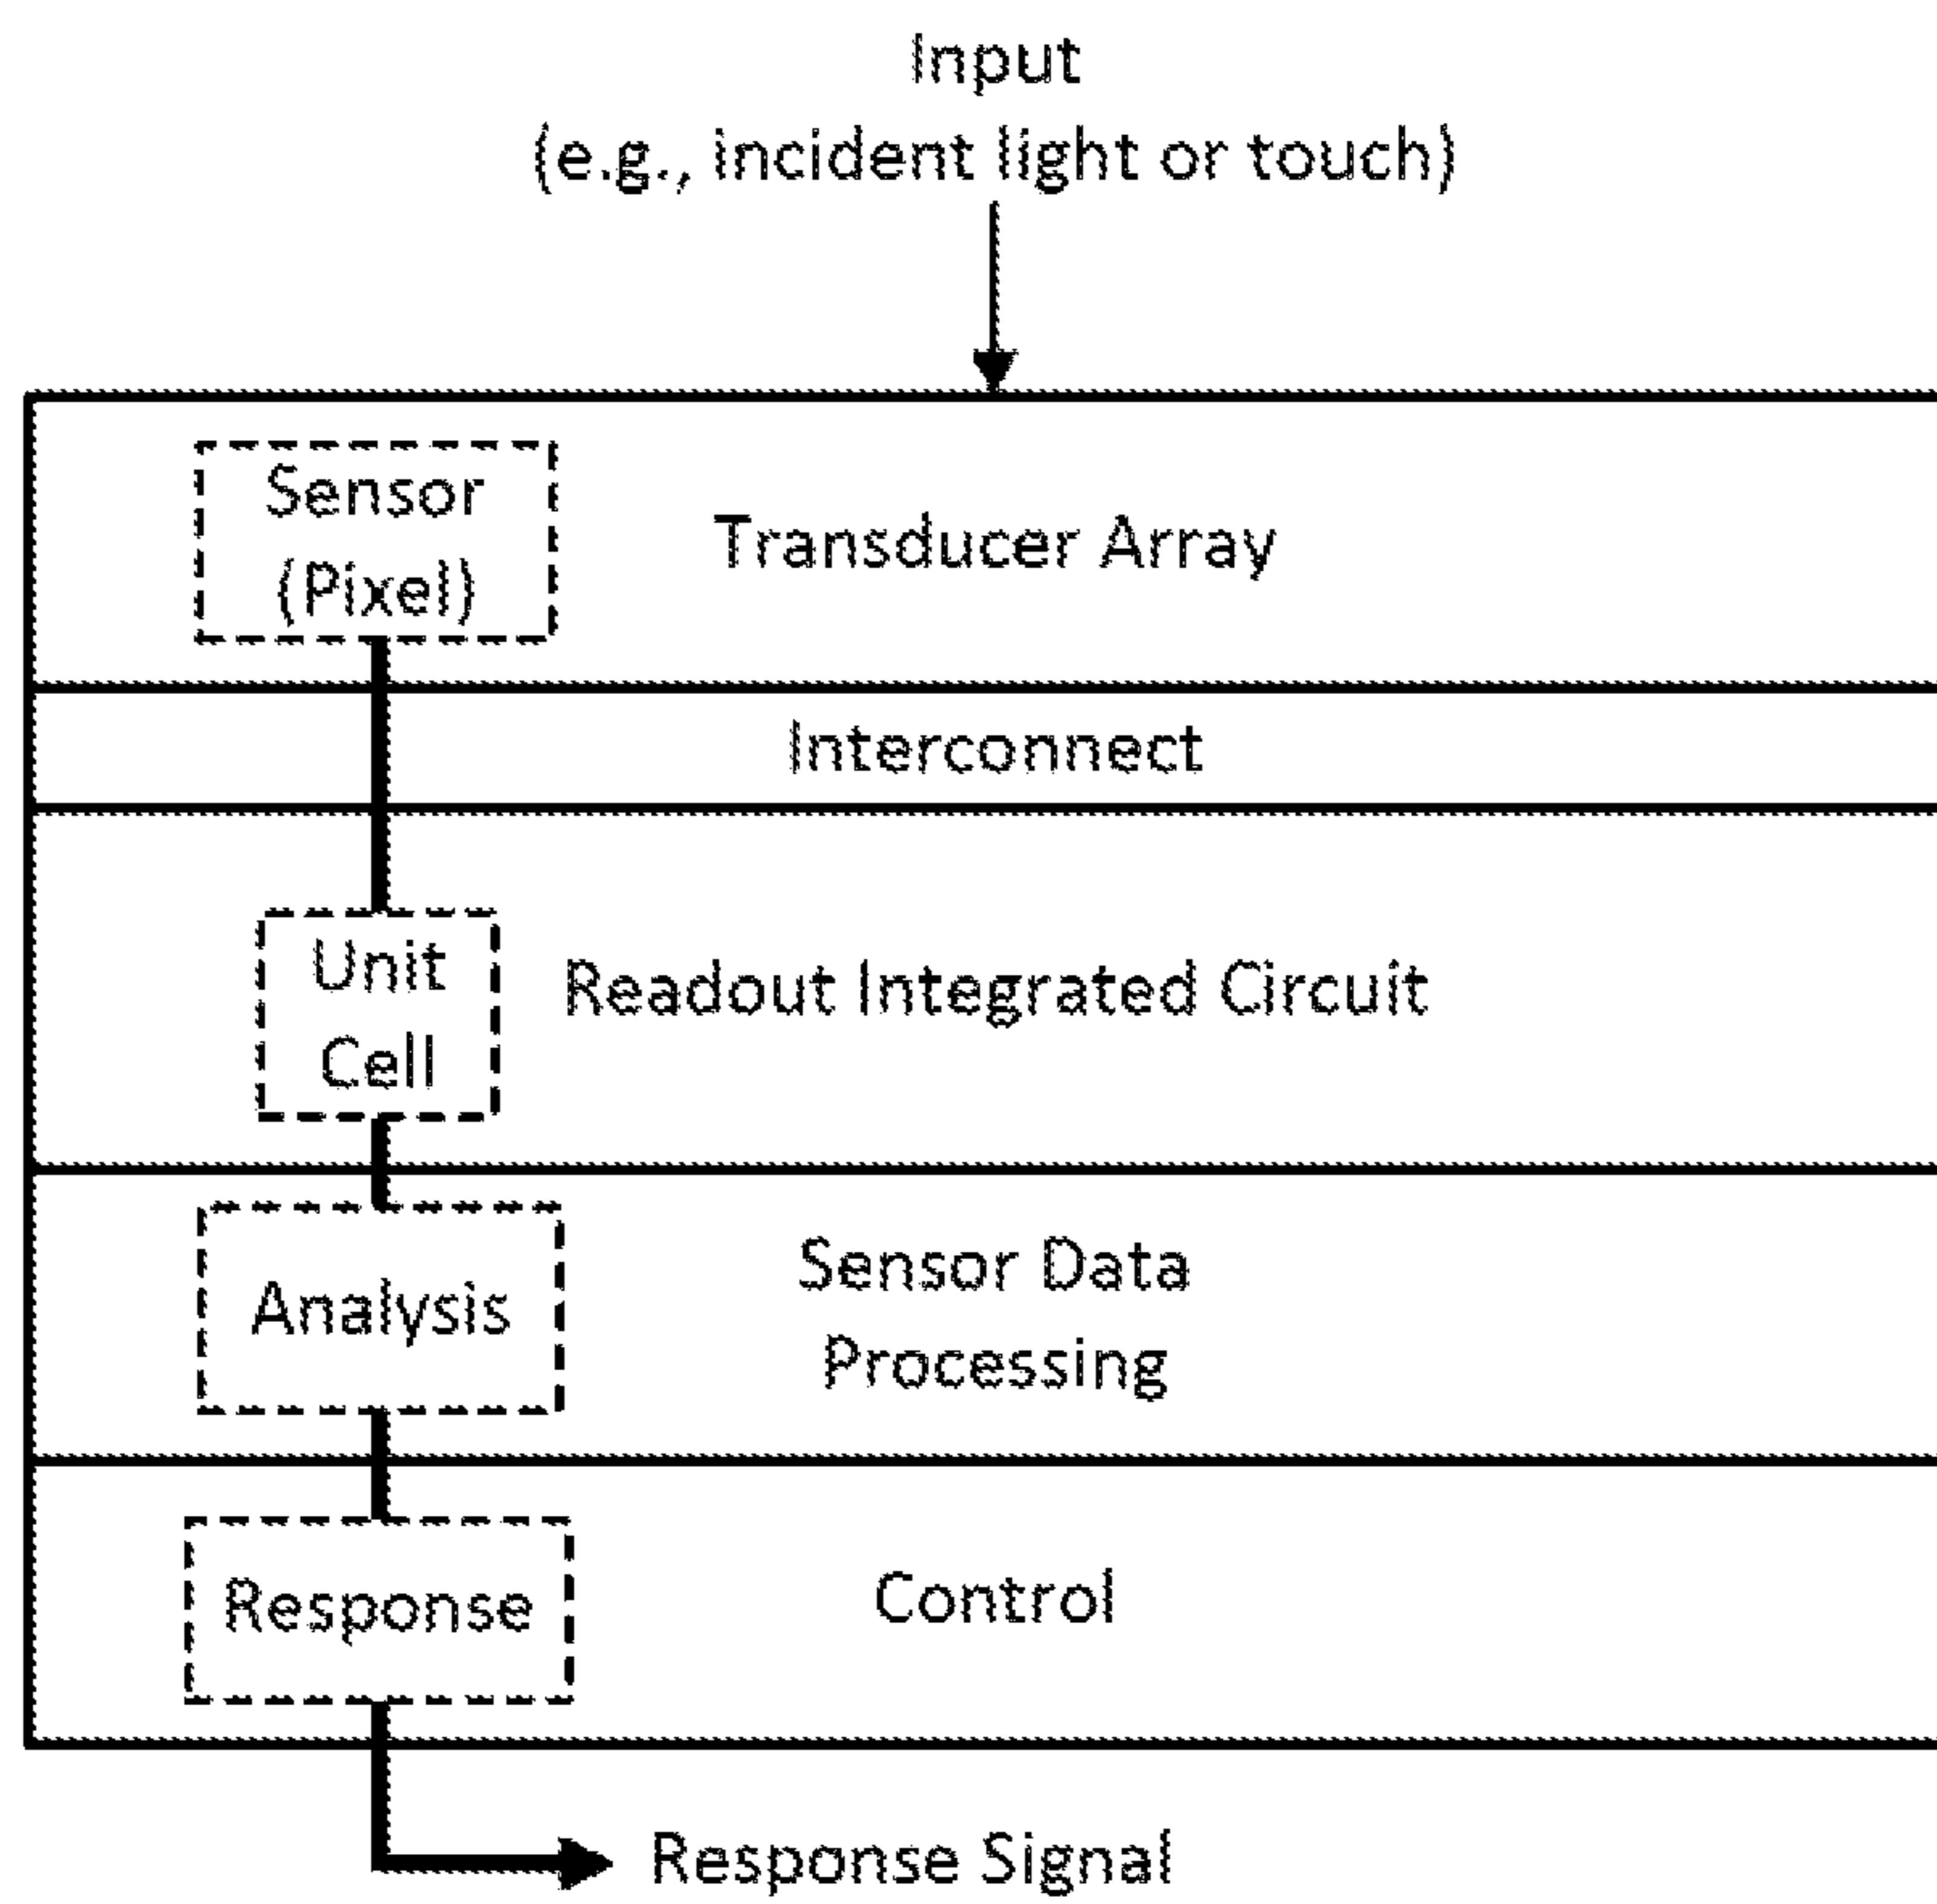 Input
(e.g., incident light or touch)
Sensor
(Pixel)
Transducer Array
Interconnect
Unit
Cell
Readout Integrated Circuit
Analysis
Sensor Data
Processing
Response
Control
Response Signal